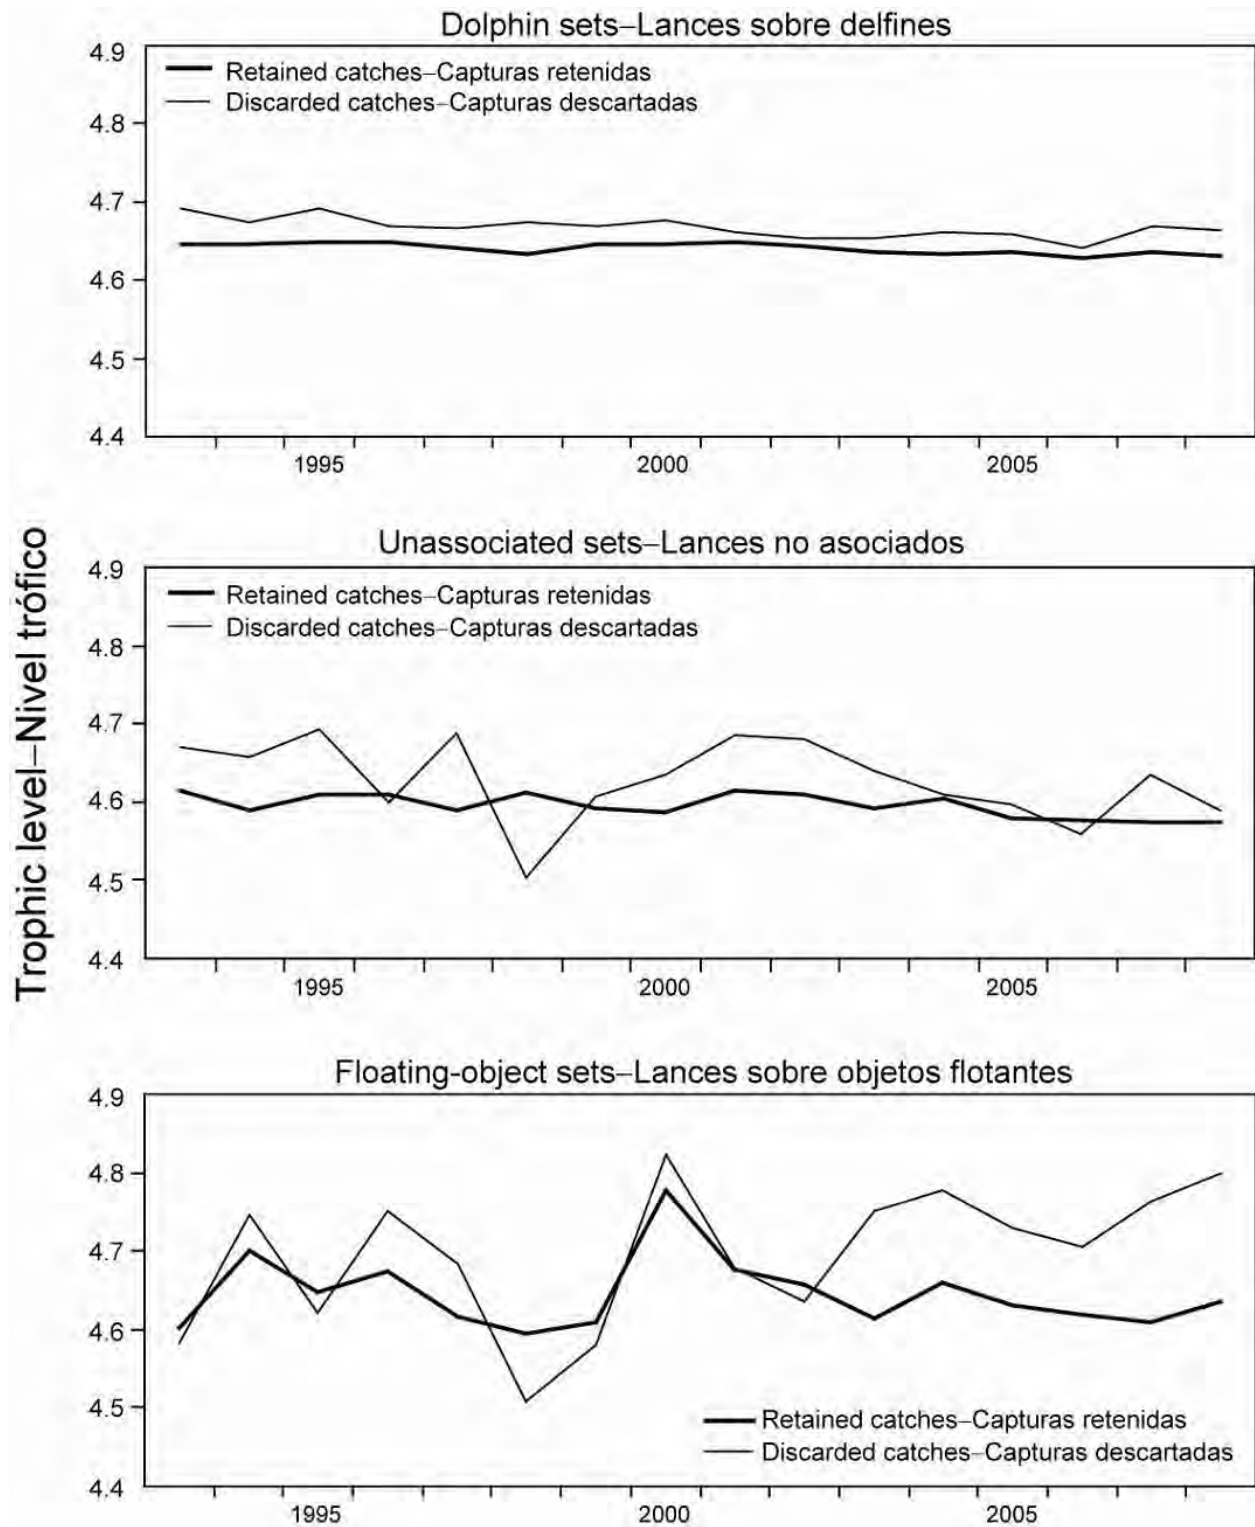 Dolphin sets–Lances sobre delfines
4.9
Retained catches–Capturas retenidas
Discarded catches–Capturas descartadas
4.8
4.7
4.6
4.5
4.4
1995 2000 2005
Trophic level–Nivel trófico
Unassociated sets–Lances no asociados
4.9
Retained catches–Capturas retenidas
Discarded catches–Capturas descartadas
4.8
4.7
4.6
4.5
4.4
1995 2000 2005
Floating-object sets–Lances sobre objetos flotantes
4.9
4.8
4.7
4.6
4.5
Retained catches–Capturas retenidas
Discarded catches–Capturas descartadas
4.4
1995 2000 2005